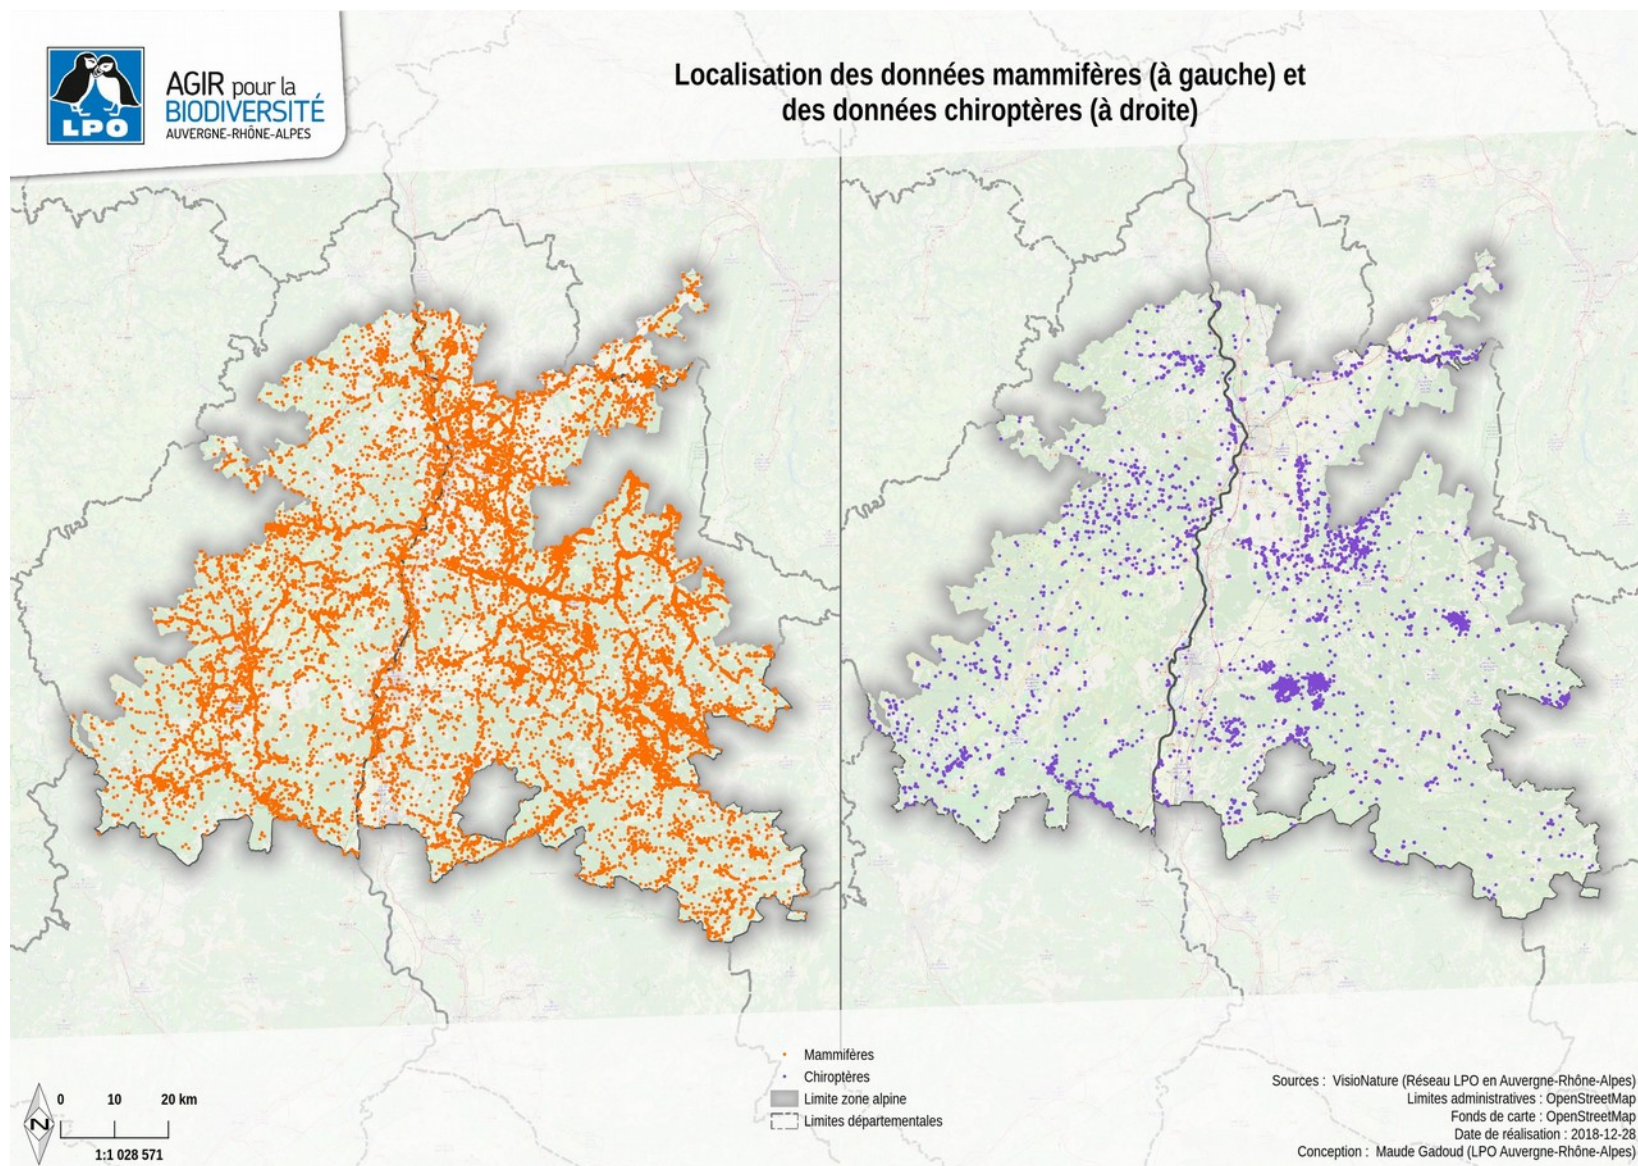 LPO
AGIR pour la
BIODIVERSITÉ
AUVERGNE-RHÔNE-ALPES
Localisation des données mammifères (à gauche) et
des données chiroptères (à droite)
Mammifères
Chiroptères
Limite zone alpine
Limites départementales
N
0 10 20 km
1:1 028 571
Sources : VisioNature (Réseau LPO en Auvergne-Rhône-Alpes)
Limites administratives : OpenStreetMap
Fonds de carte : OpenStreetMap
Date de réalisation : 2018-12-28
Conception : Maude Gadoud (LPO Auvergne-Rhône-Alpes)